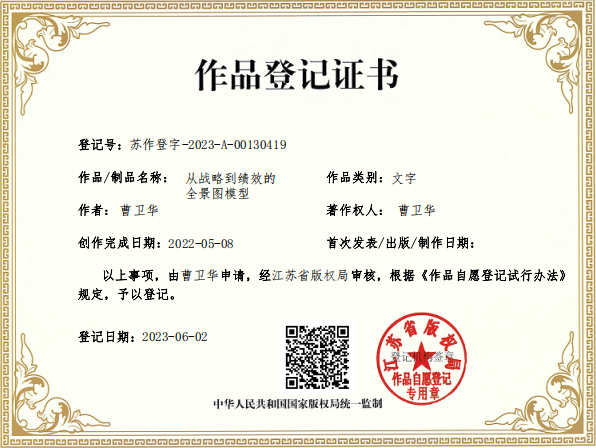 作品登记证书
登记号：苏作登字-2023-A-00130419
作品/制品名称： 从战略到绩效的 作品类别：文字
全景图模型
作者： 曹卫华 著作权人： 曹卫华
创作完成日期：2022-05-08 首次发表/出版/制作日期：
以上事项，由曹卫华申请，经江苏省版权局审核，根据《作品自愿登记试行办法》
规定，予以登记。
登记日期：2023-06-02
江苏省版权局
登记机构签章
作品自愿登记
专用章
中华人民共和国国家版权局统一监制